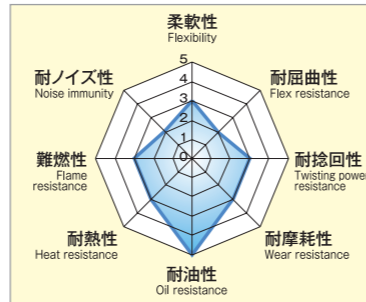 柔軟性
Flexibility
耐屈曲性
Flex resistance
耐捻回性
Twisting power
resistance
耐摩耗性
Wear resistance
耐油性
Oil resistance
耐熱性
Heat resistance
難燃性
Flame
resistance
耐ノイズ性
Noise immunity
5
4
3
2
1
0